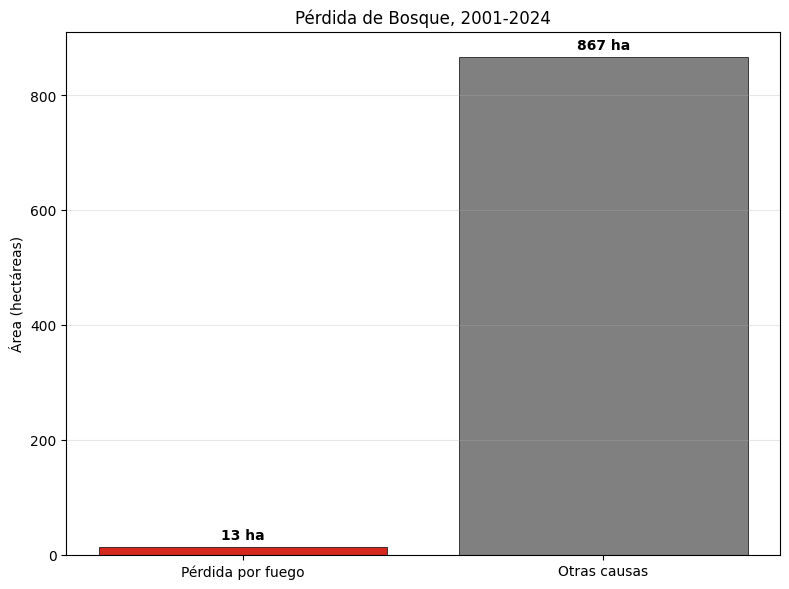 Pérdida de Bosque, 2001-2024
867 ha
800
600
400
200
0
Área (hectáreas)
13 ha
Pérdida por fuego
Otras causas